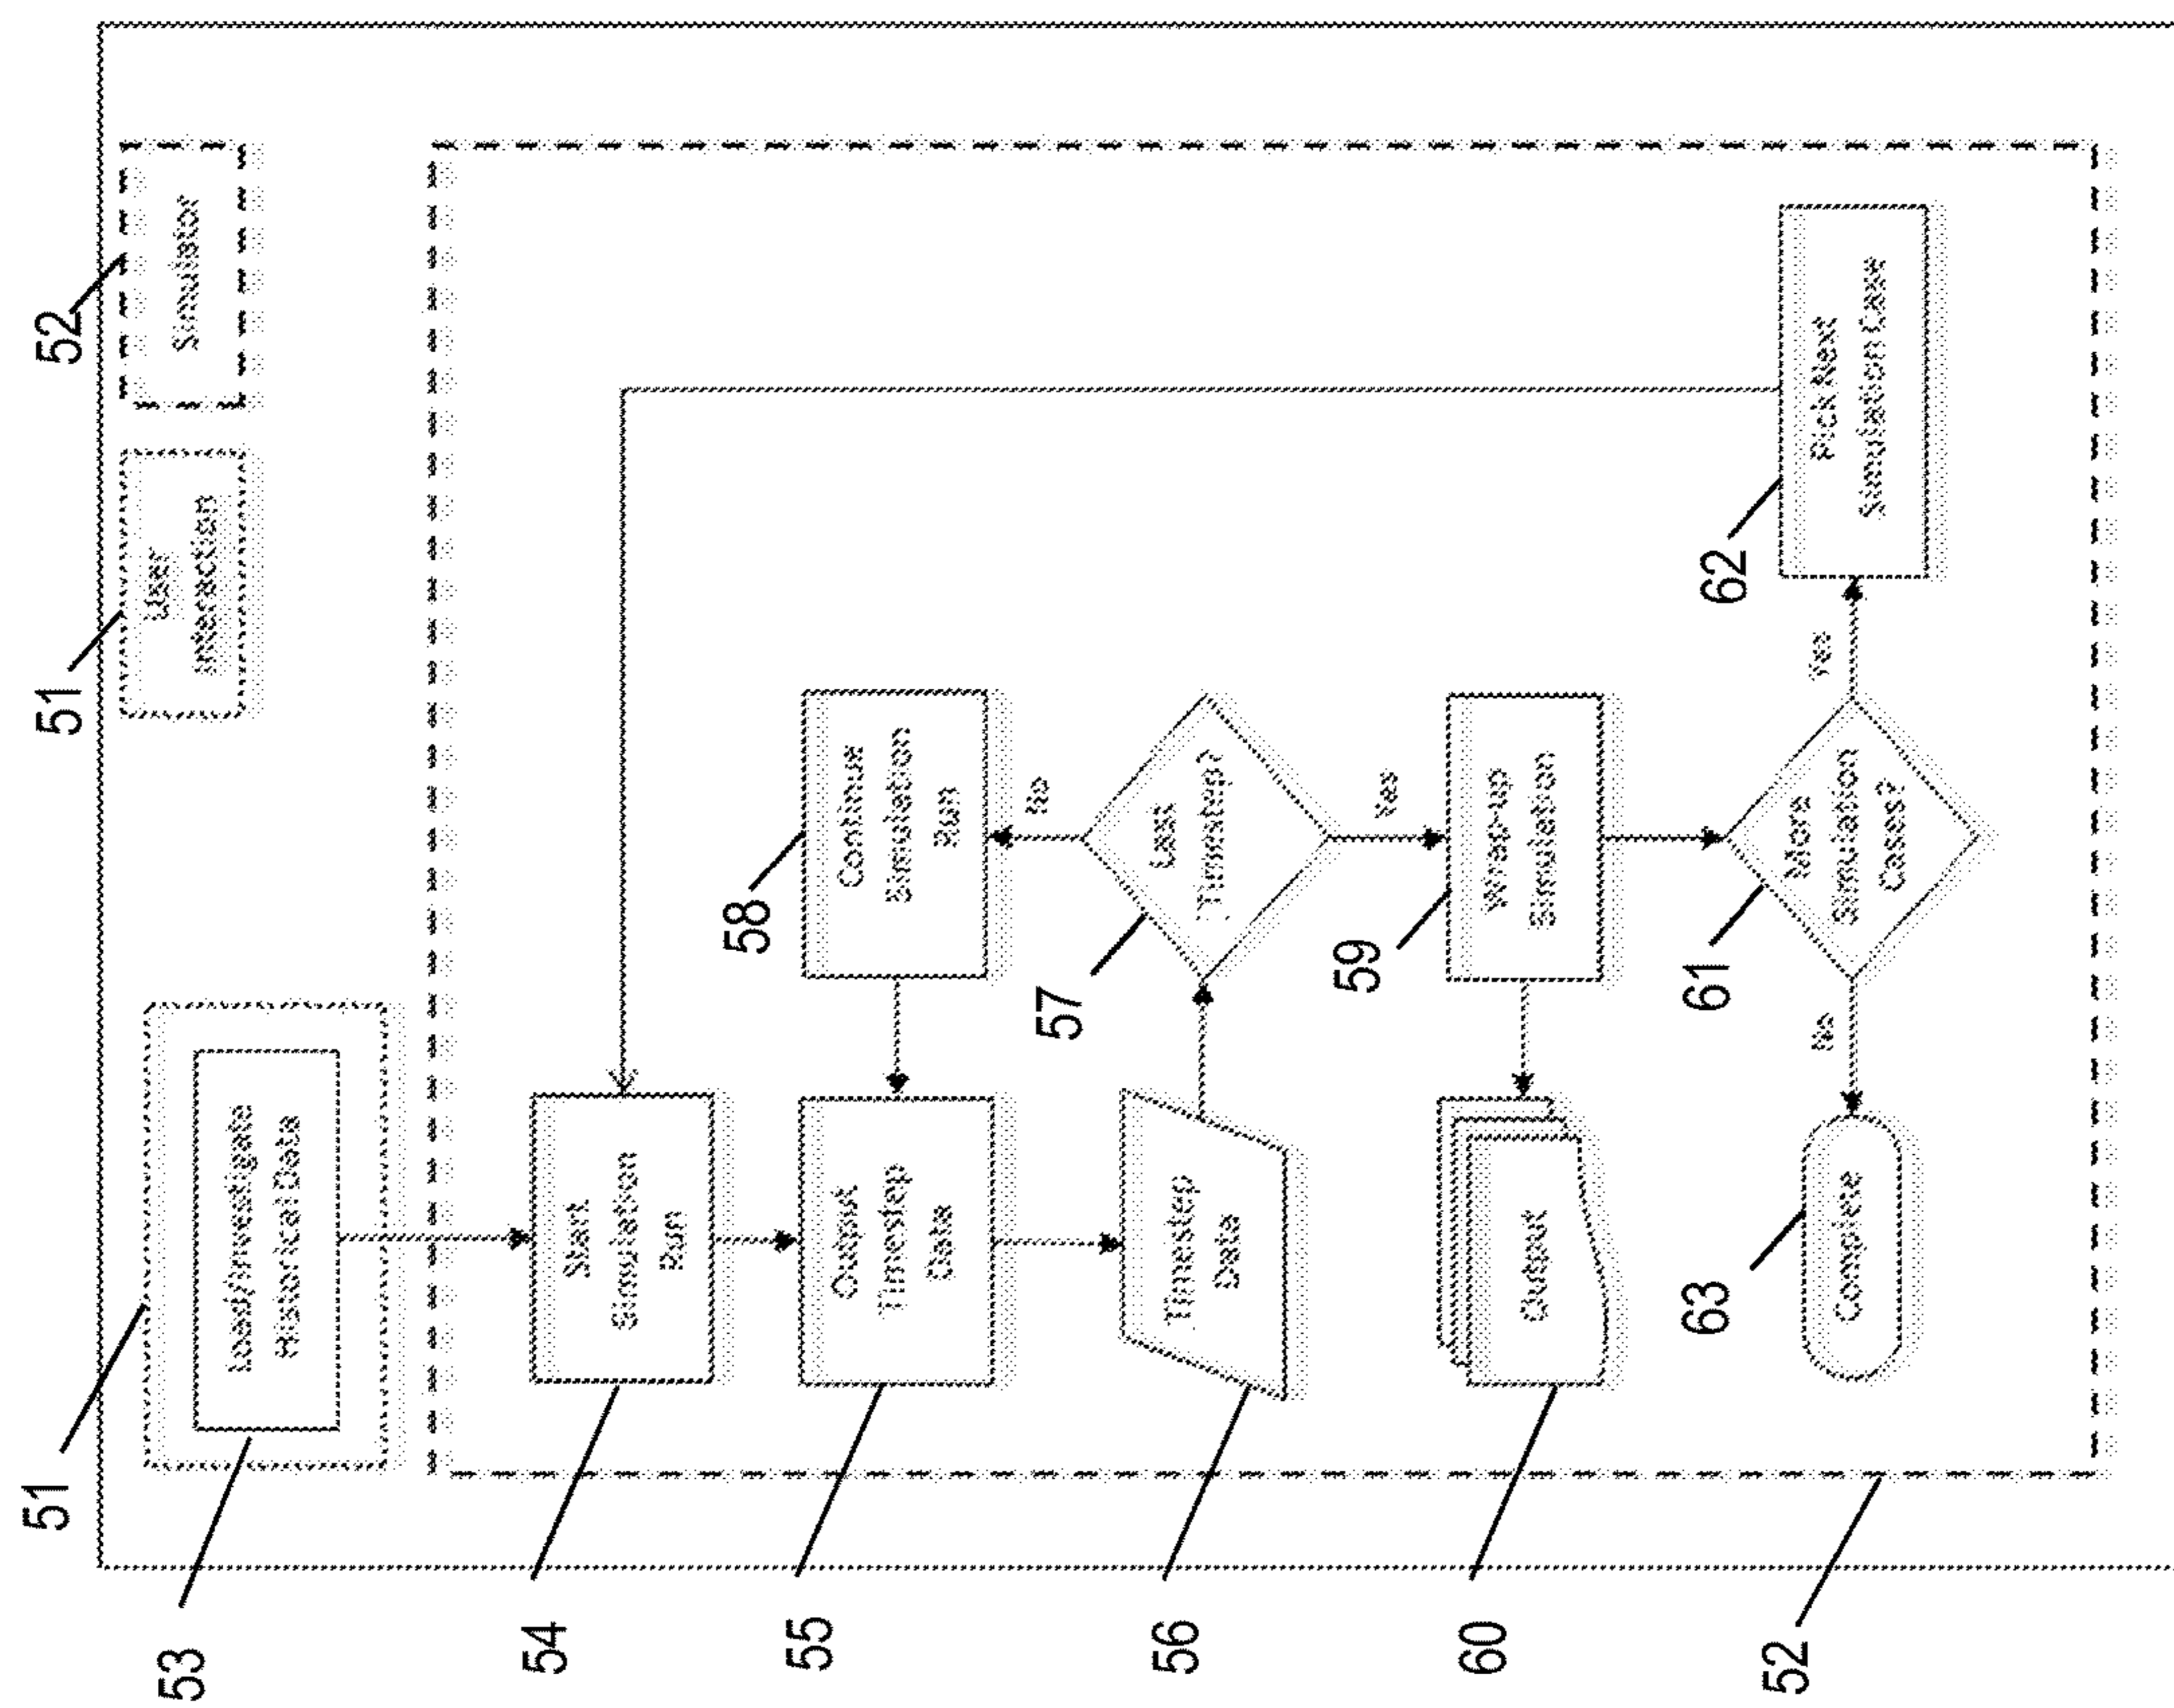 51
53
Load/Investigate
Historical Data
51
User
Interaction
52
Simulator
54
Start
Simulation
Run
55
Output
Timestep
Data
58
Continue
Simulation
Run
No
56
Timestep
Data
57
Last
Timestep?
Yes
60
Output
59
Wrap-up
Simulation
63
Complete
No
61
More
Simulation
Cases?
Yes
62
Pick Next
Simulation Case
52